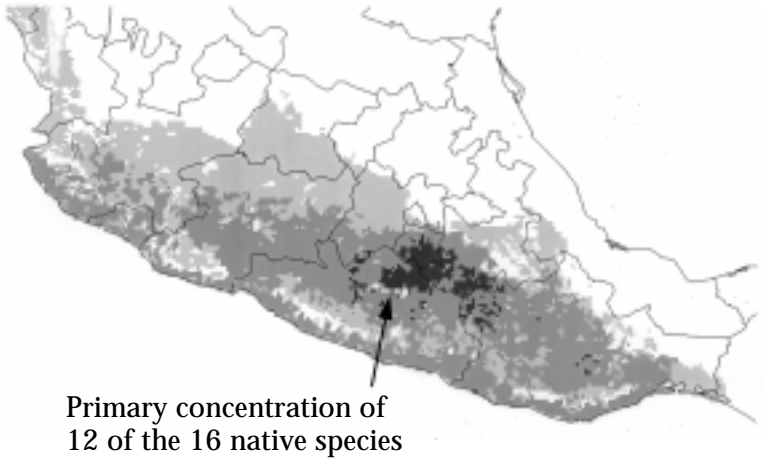 Primary concentration of
12 of the 16 native species